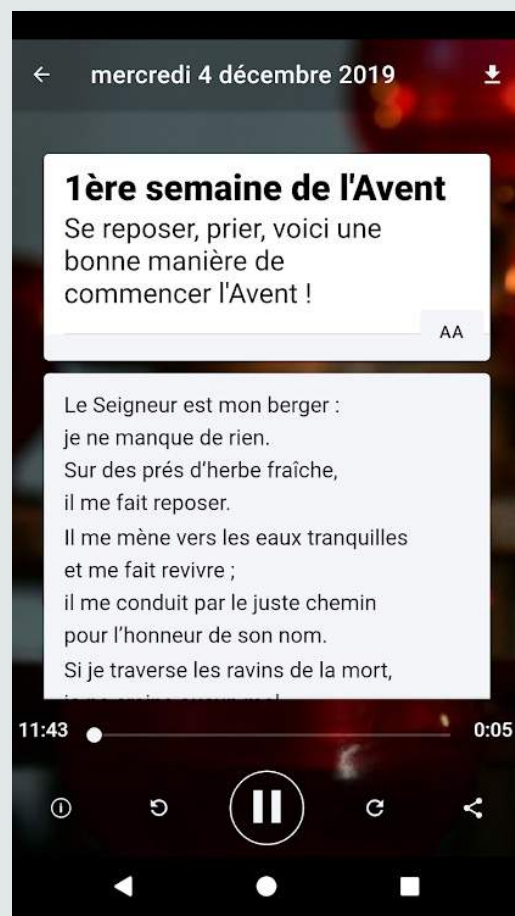 mercredi 4 décembre 2019
1ère semaine de l'Avent
Se reposer, prier, voici une
bonne manière de
commencer l'Avent !
AA
Le Seigneur est mon berger :
je ne manque de rien.
Sur des prés d’herbe fraîche,
il me fait reposer.
Il me mène vers les eaux tranquilles
et me fait revivre ;
il me conduit par le juste chemin
pour l’honneur de son nom.
Si je traverse les ravins de la mort,
11:43
0:05